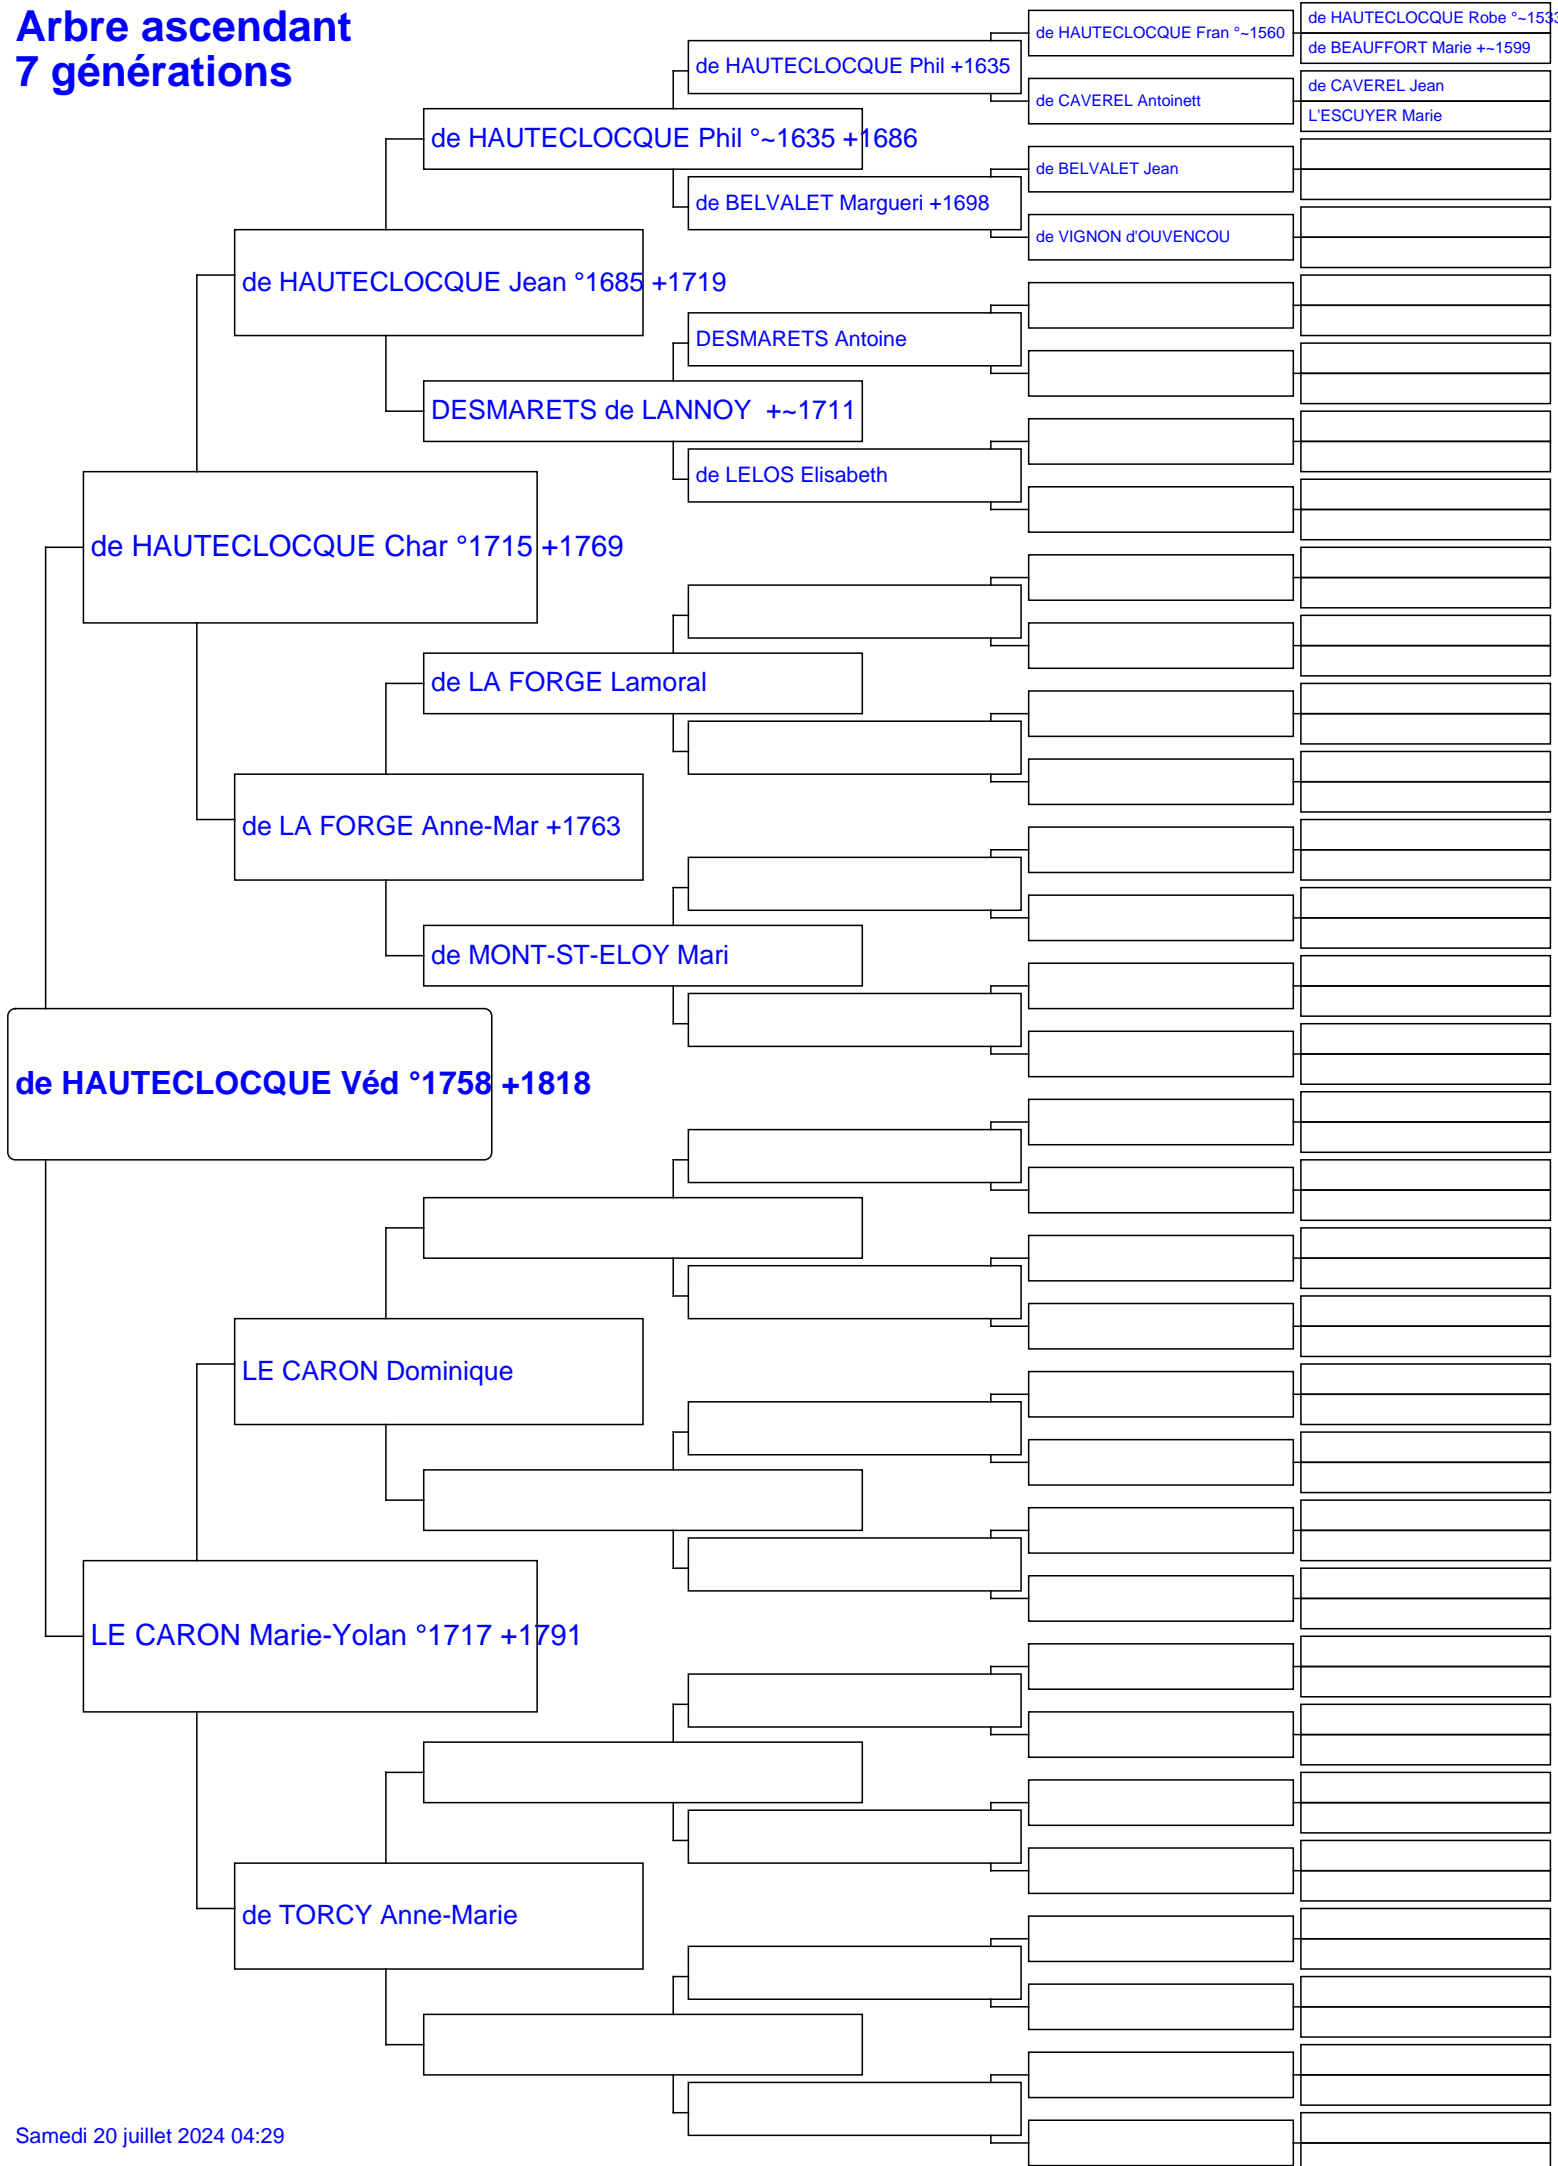 Arbre ascendant
7 générations
de HAUTECLOCQUE Robe °~1533
de HAUTECLOCQUE Fran °~1560
de BEAUFFORT Marie +~1599
de HAUTECLOCQUE Phil +1635
de CAVEREL Jean
de CAVEREL Antoinett
L'ESCUYER Marie
de HAUTECLOCQUE Phil °~1635 +1686
de BELVALET Jean
de BELVALET Margueri +1698
de VIGNON d'OUVENCOU
de HAUTECLOCQUE Jean °1685 +1719
DESMARETS Antoine
DESMARETS de LANNOY  +~1711
de LELOS Elisabeth
de HAUTECLOCQUE Char °1715 +1769
de LA FORGE Lamoral
de LA FORGE Anne-Mar +1763
de MONT-ST-ELOY Mari
de HAUTECLOCQUE Véd °1758 +1818
LE CARON Dominique
LE CARON Marie-Yolan °1717 +1791
de TORCY Anne-Marie
Samedi 20 juillet 2024 04:29